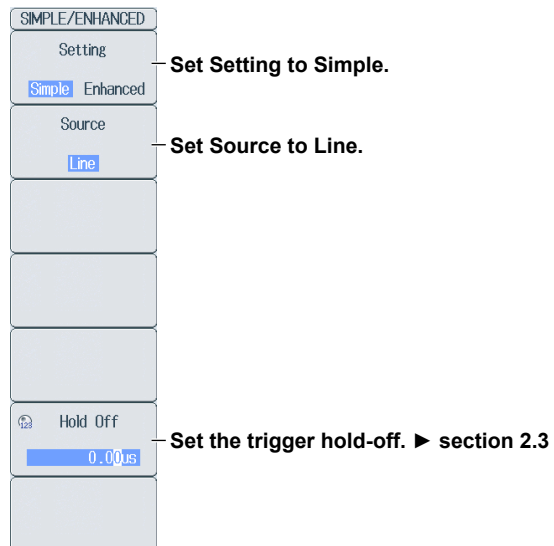 SIMPLE/ENHANCED
Setting
Simple Enhanced
Set Setting to Simple.
Source
Line
Set Source to Line.
123
Hold Off
0.00us
Set the trigger hold-off. ► section 2.3